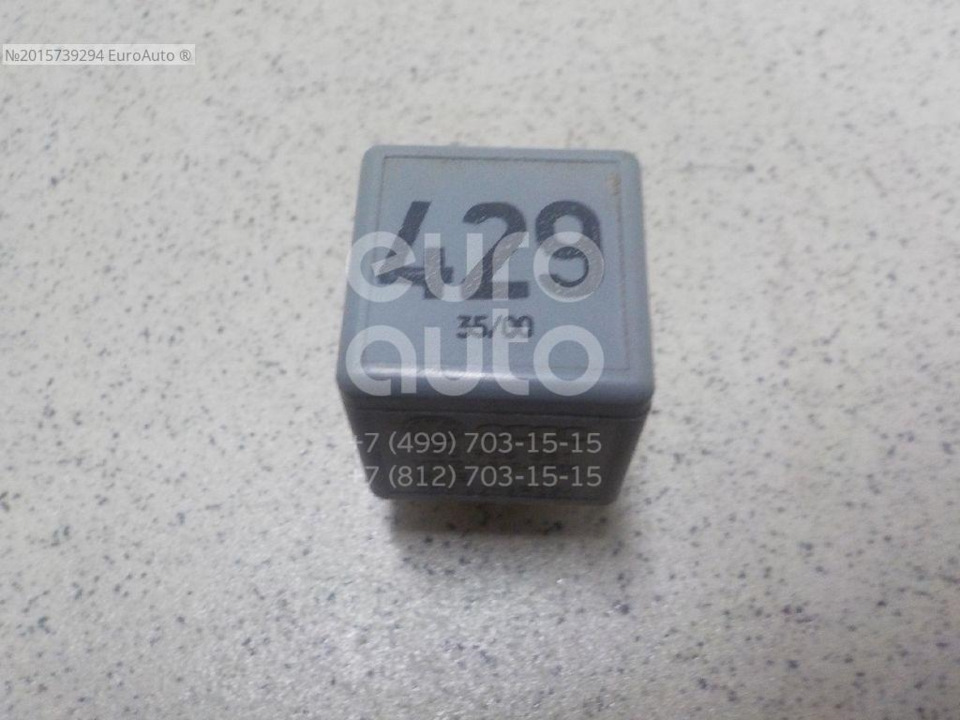 №2015739294 EuroAuto ®
429
35/00
euro
auto
+7 (499) 703-15-15
+7 (812) 703-15-15